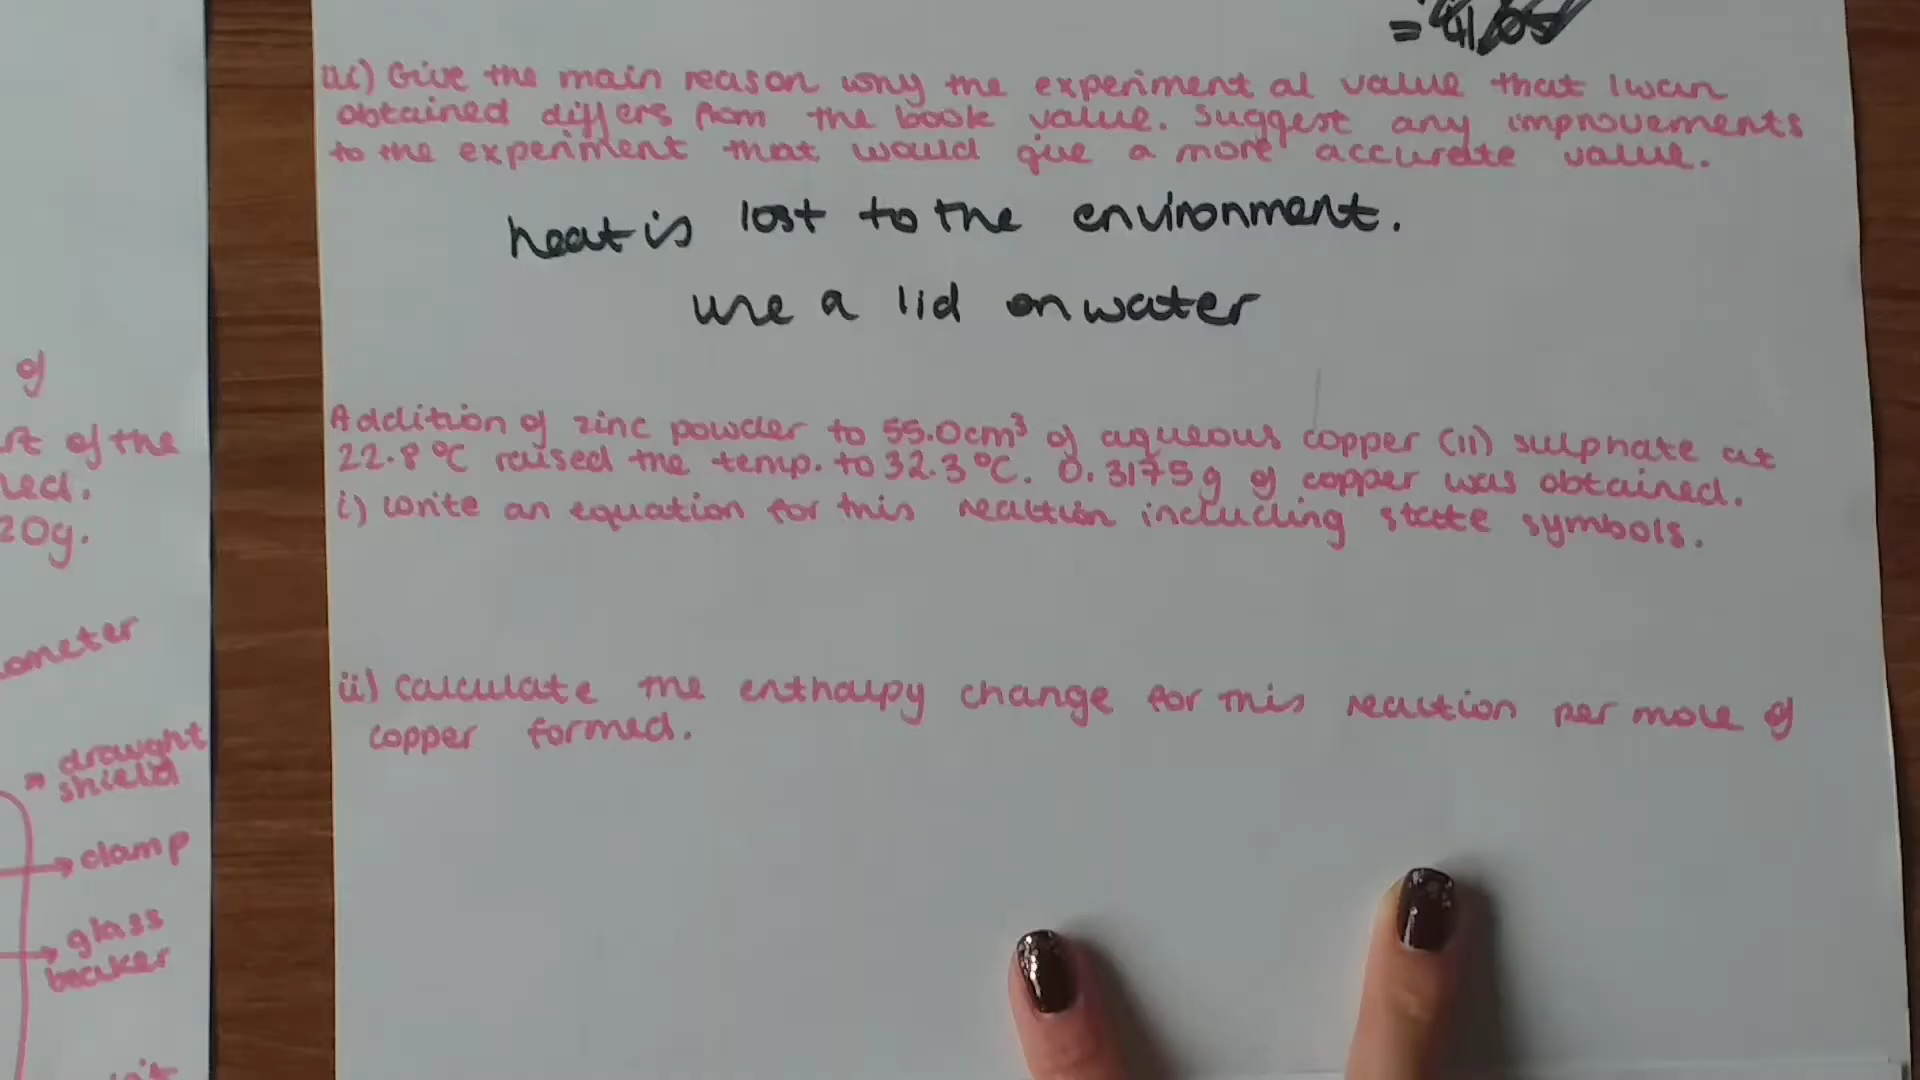 = 41.05
iii) Give the main reason why the experiment al value that Iwan
obtained differs from the book value. Suggest any improvements
to the experiment that would give a more accurate value.
heat is lost to the environment.
use a lid on water
Addition of zinc powder to 55.0cm³ of aqueous copper (II) sulphate at
22.8°C raised the temp. to 32.3°C. 0.3175g of copper was obtained.
i) Write an equation for this reaction including state symbols.
ii) Calculate the enthalpy change for this reaction per mole of
copper formed.
of
of the
20g.
draught
shield
clamp
glass
beaker